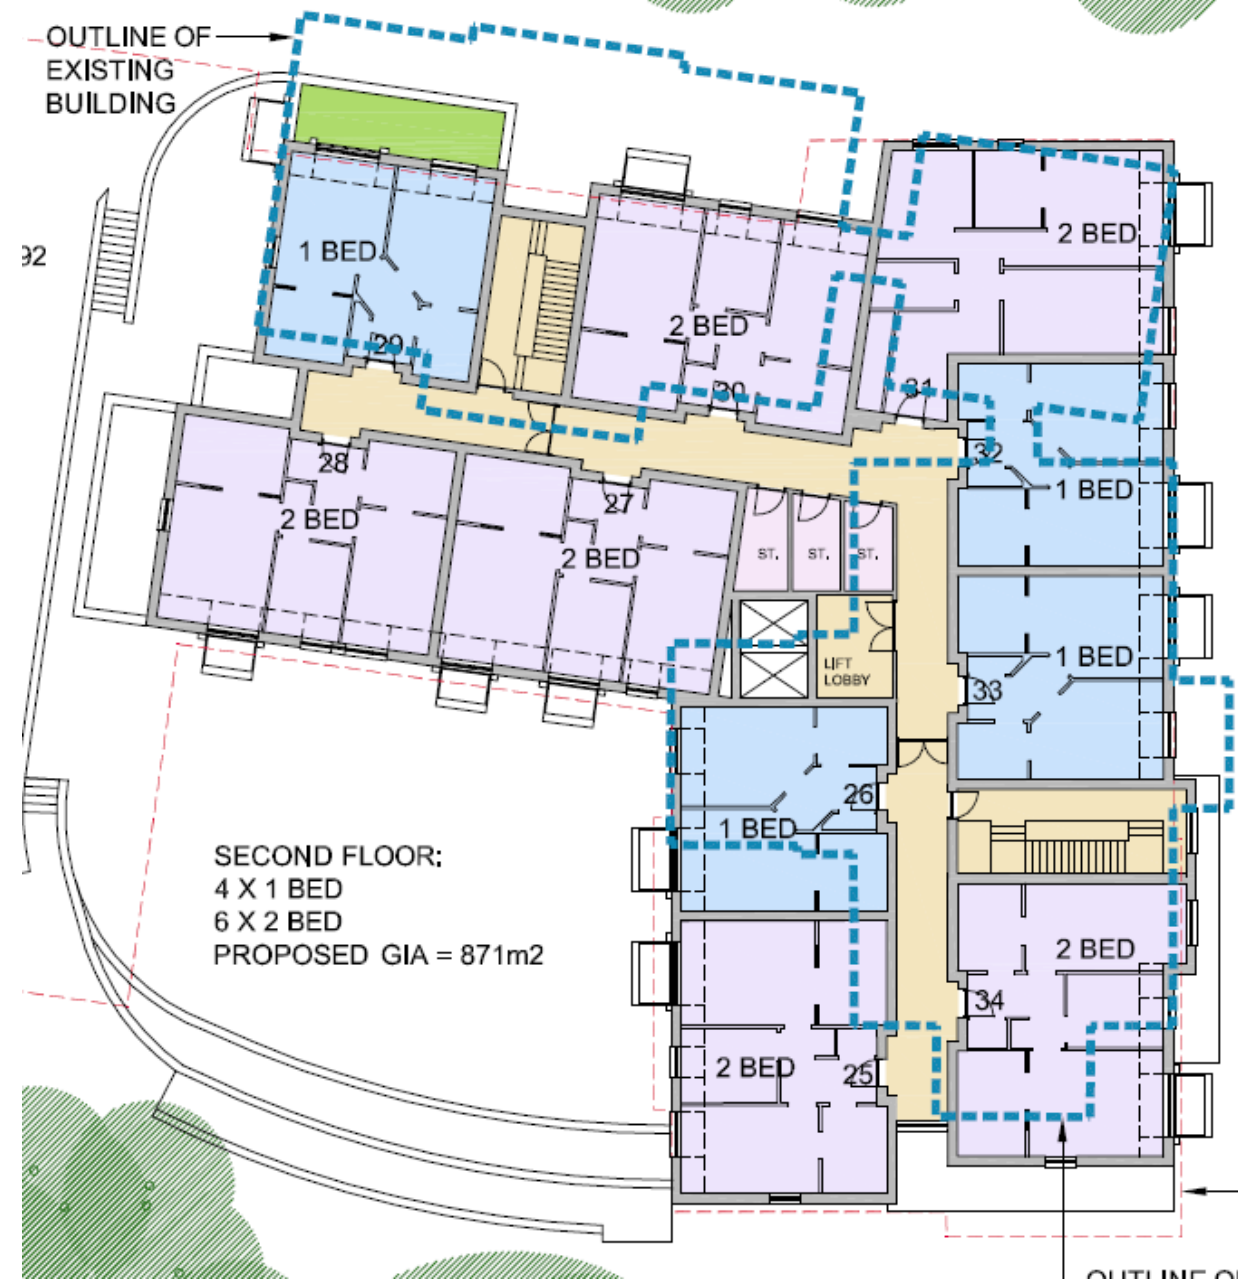 OUTLINE OF
EXISTING
BUILDING
92
1 BED
2 BED
2 BED
29
30
31
28
27
32
2 BED
2 BED
1 BED
ST.
ST.
ST.
LIFT
LOBBY
1 BED
33
26
1 BED
SECOND FLOOR:
4 X 1 BED
6 X 2 BED
PROPOSED GIA = 871m2
2 BED
34
2 BED
25
OUTLINE OF